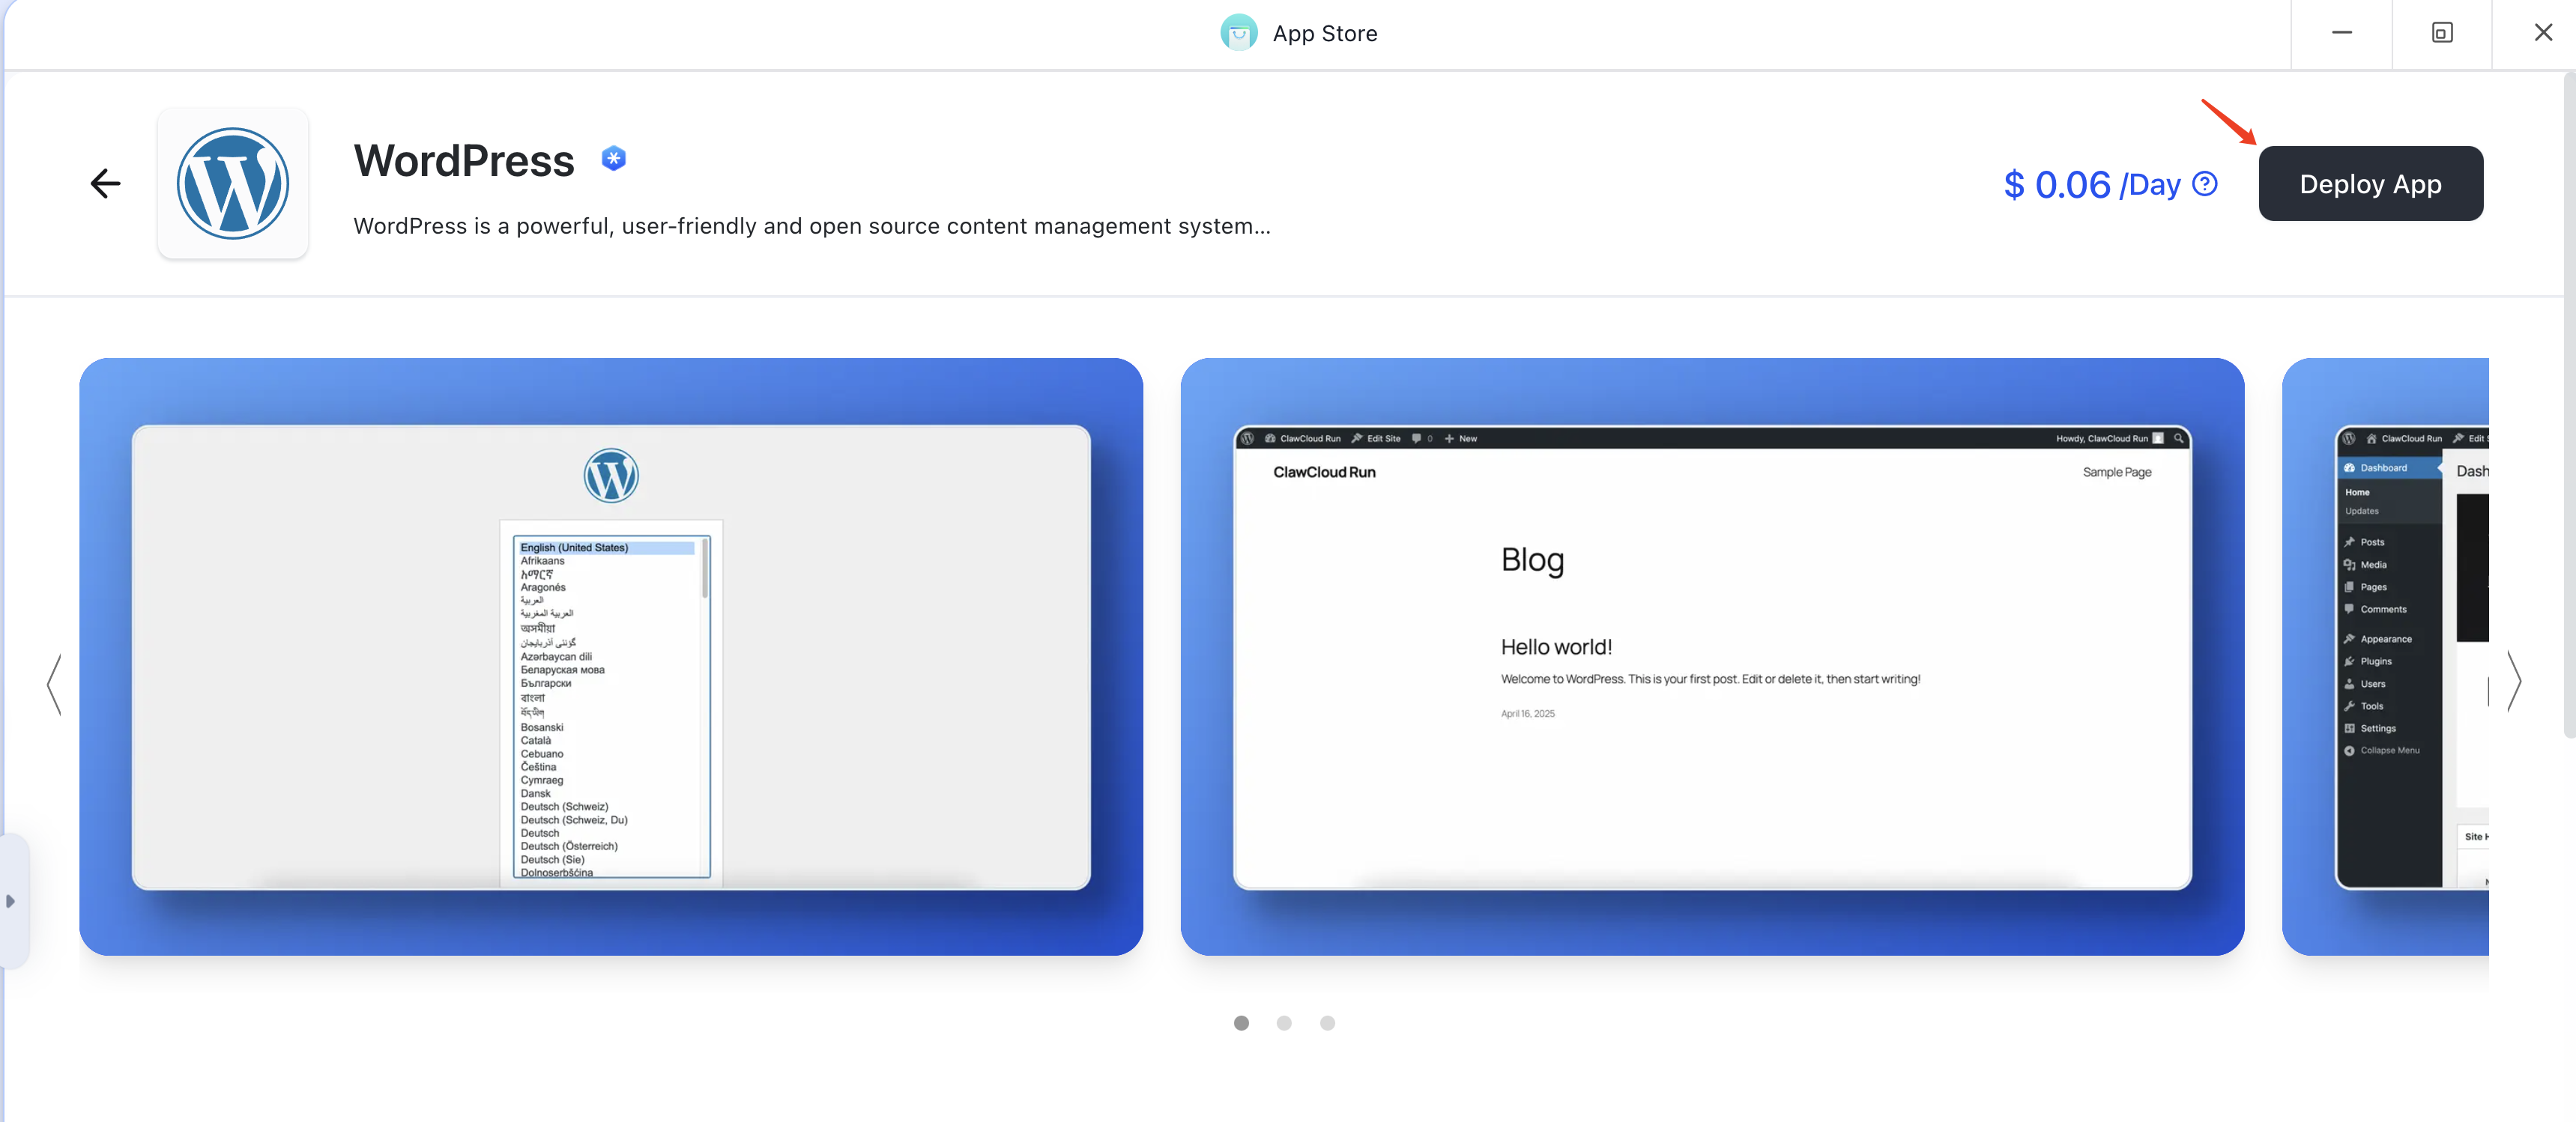 App Store
WordPress
WordPress is a powerful, user-friendly and open source content management system...
$ 0.06 /Day
Deploy App
English (United States)
Afrikaans
አማርኛ
Aragonés
العربية
العربية المغربية
অসমীয়া
گؤنئی آذربایجان
Azərbaycan dili
Беларуская мова
Български
বাংলা
བོད་ཡིག
Bosanski
Català
Cebuano
Čeština
Cymraeg
Dansk
Deutsch (Schweiz)
Deutsch (Schweiz, Du)
Deutsch
Deutsch (Österreich)
Deutsch (Sie)
Dolnoserbšćina
ClawCloud Run Edit Site 0 New Howdy, ClawCloud Run
ClawCloud Run Sample Page
Blog
Hello world!
Welcome to WordPress. This is your first post. Edit or delete it, then start writing!
April 16, 2025
ClawCloud Run Edit
Dashboard
Dash
Home
Updates
Posts
Media
Pages
Comments
Appearance
Plugins
Users
Tools
Settings
Collapse Menu
Site